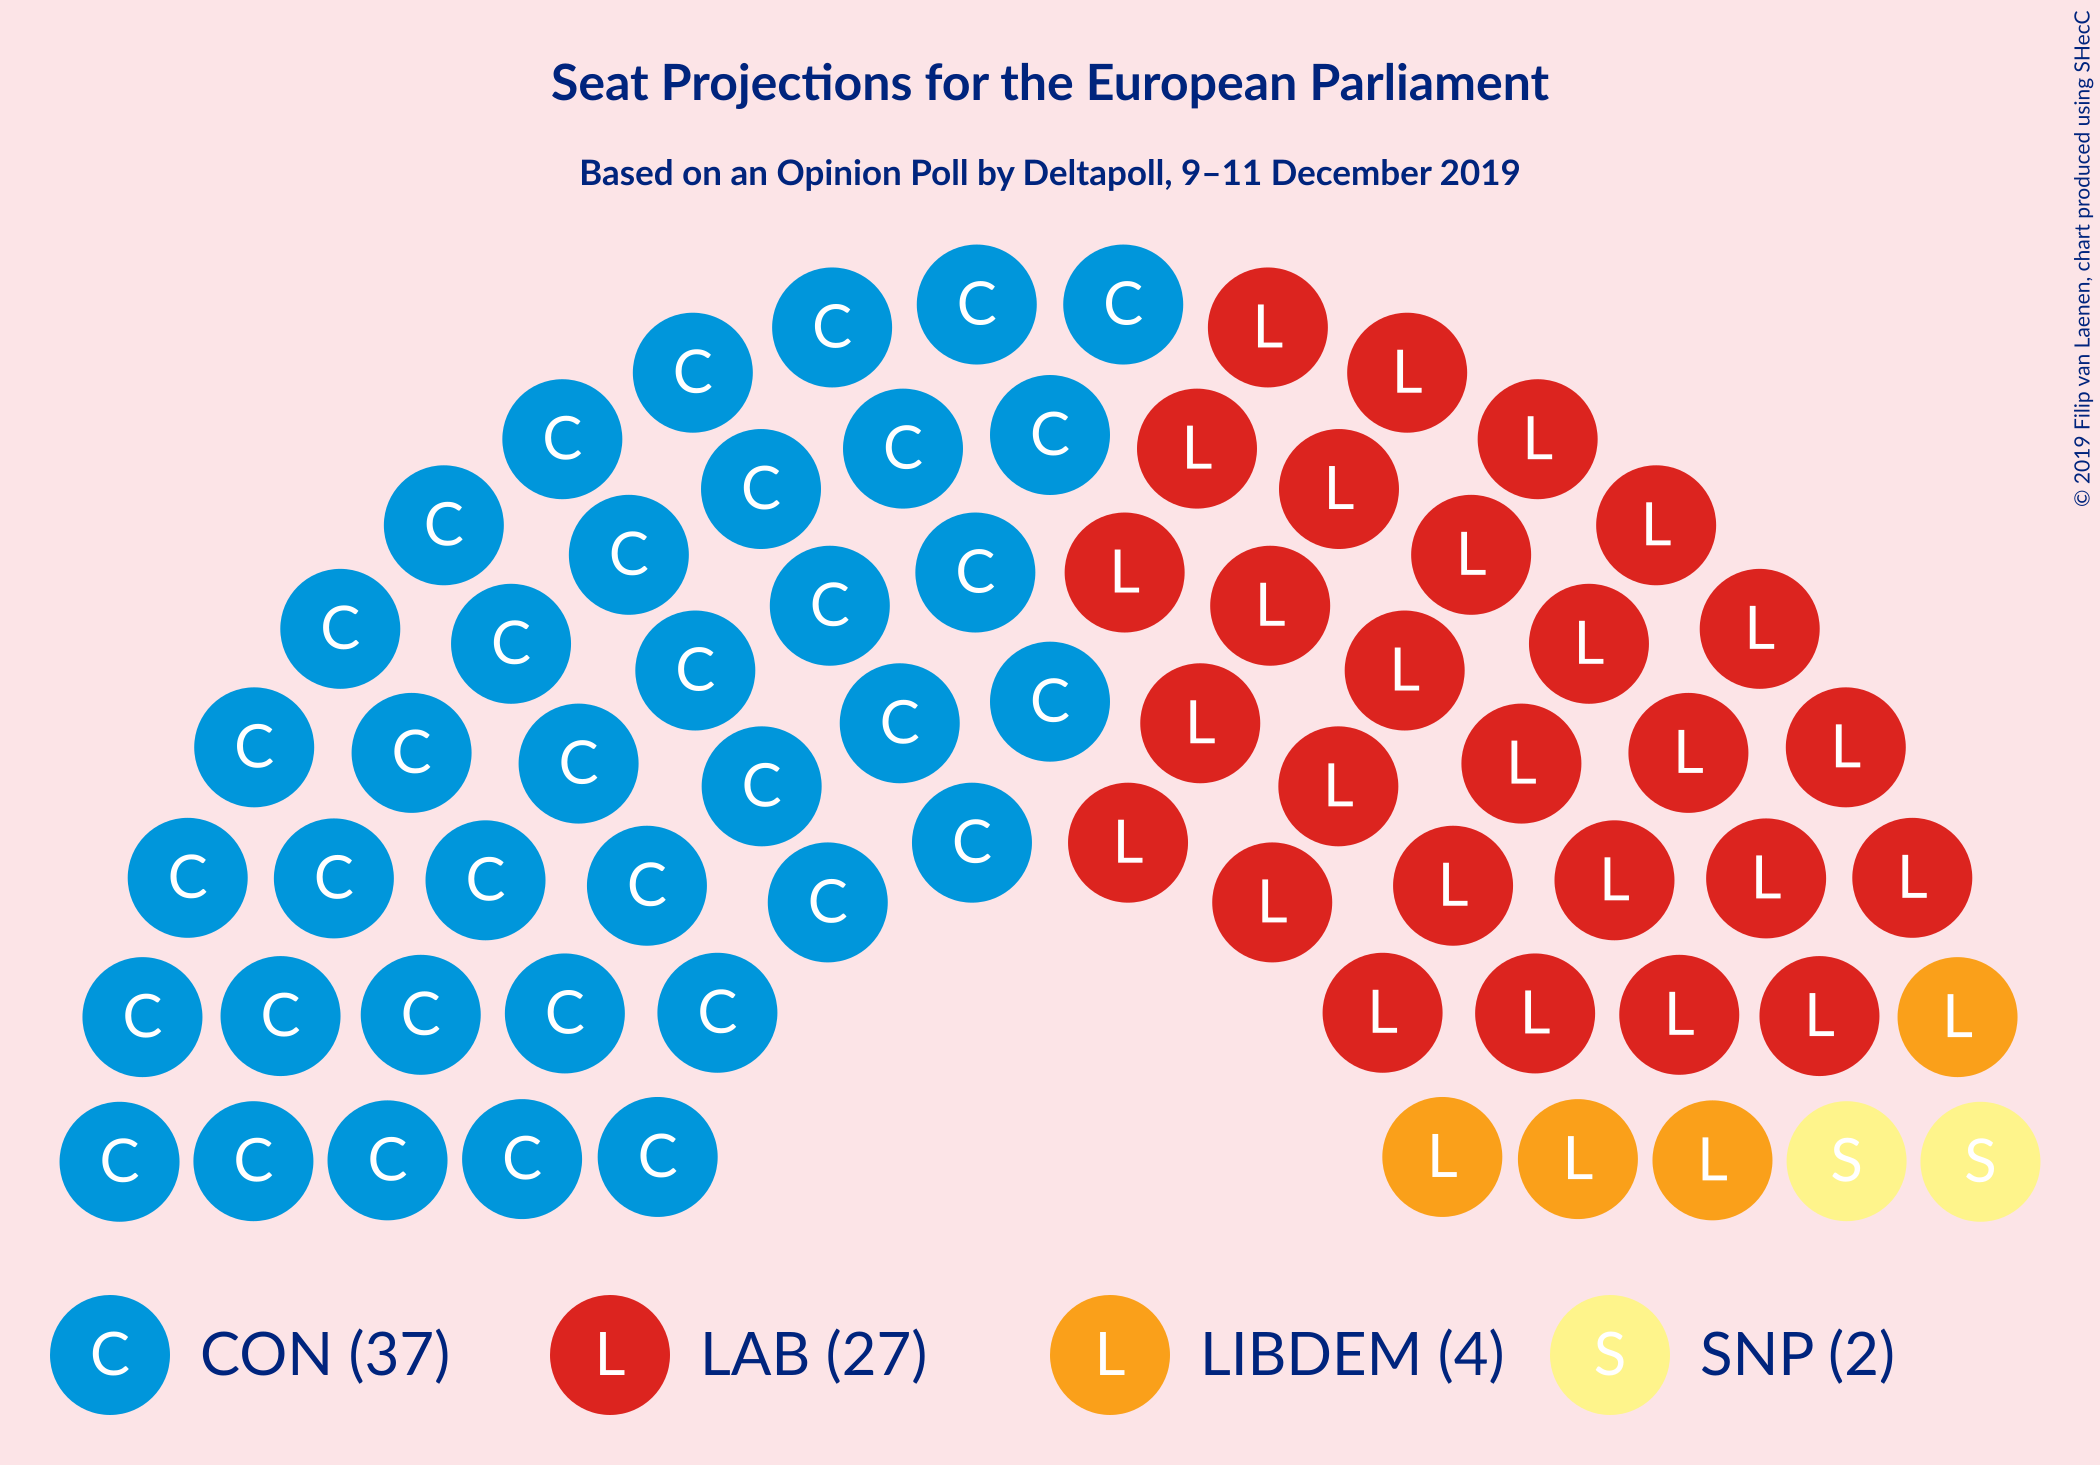 Seat Projections for the European Parliament
Based on an Opinion Poll by Deltapoll, 9–11 December 2019
© 2019 Filip van Laenen, chart produced using SHecC
C C C L
C L
C C C L L
C L
C C C L L L
C C C L L L
C C L
C C C C C L L L L L
C C C C C C L L L L L L
C C C C C L L L L L
C C C C C L L L S S
C CON (37) L LAB (27) L LIBDEM (4) S SNP (2)